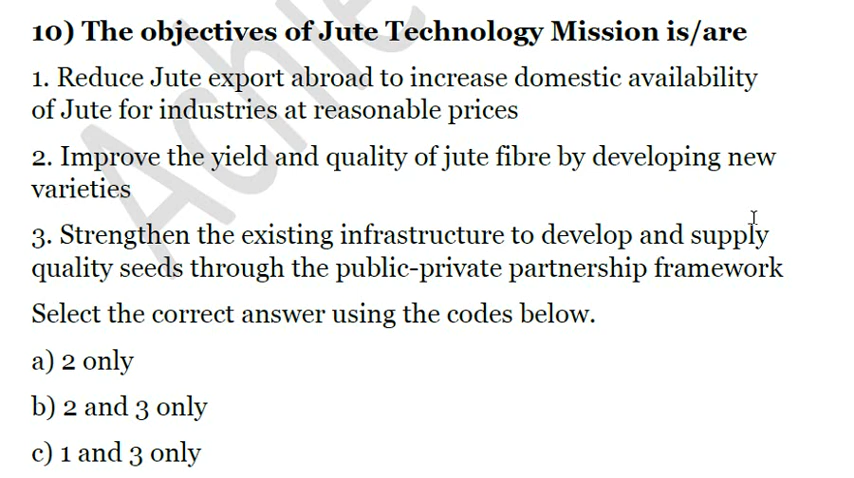 10) The objectives of Jute Technology Mission is/are
1. Reduce Jute export abroad to increase domestic availability
of Jute for industries at reasonable prices
2. Improve the yield and quality of jute fibre by developing new
varieties
3. Strengthen the existing infrastructure to develop and supply
quality seeds through the public-private partnership framework
Select the correct answer using the codes below.
a) 2 only
b) 2 and 3 only
c) 1 and 3 only
Achie